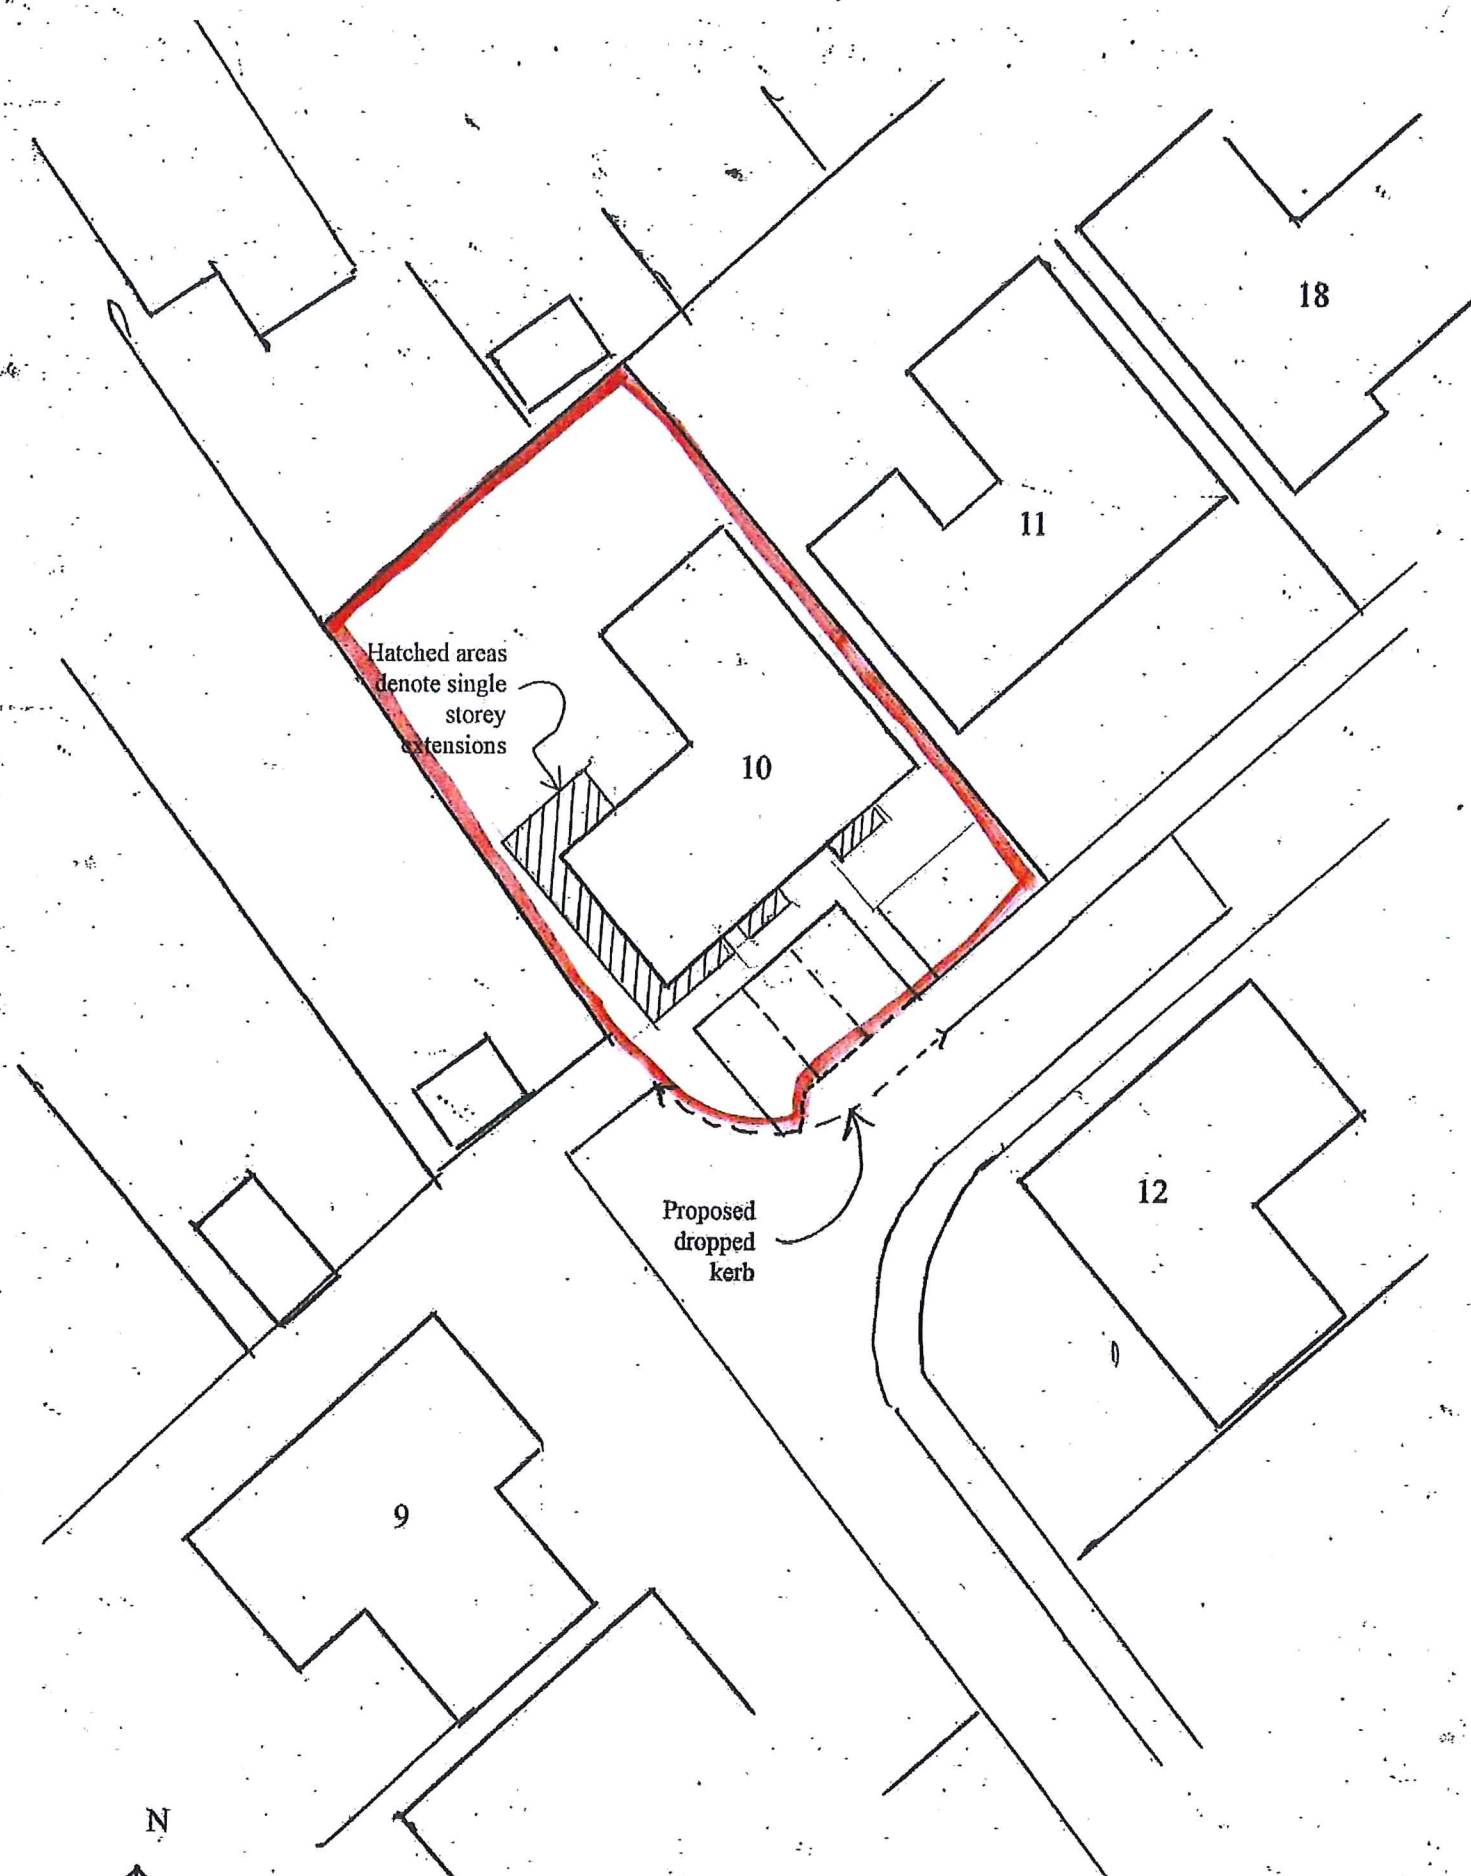 18
11
Hatched areas
denote single
storey
extensions
10
Proposed
dropped
kerb
12
9
N